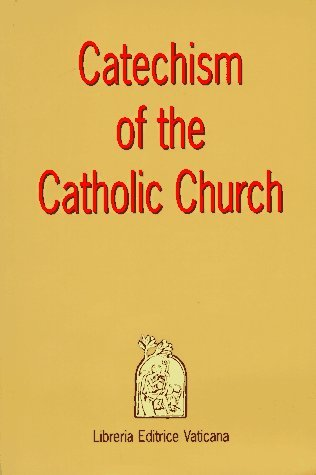 Catechism
of the
Catholic Church
Libreria Editrice Vaticana